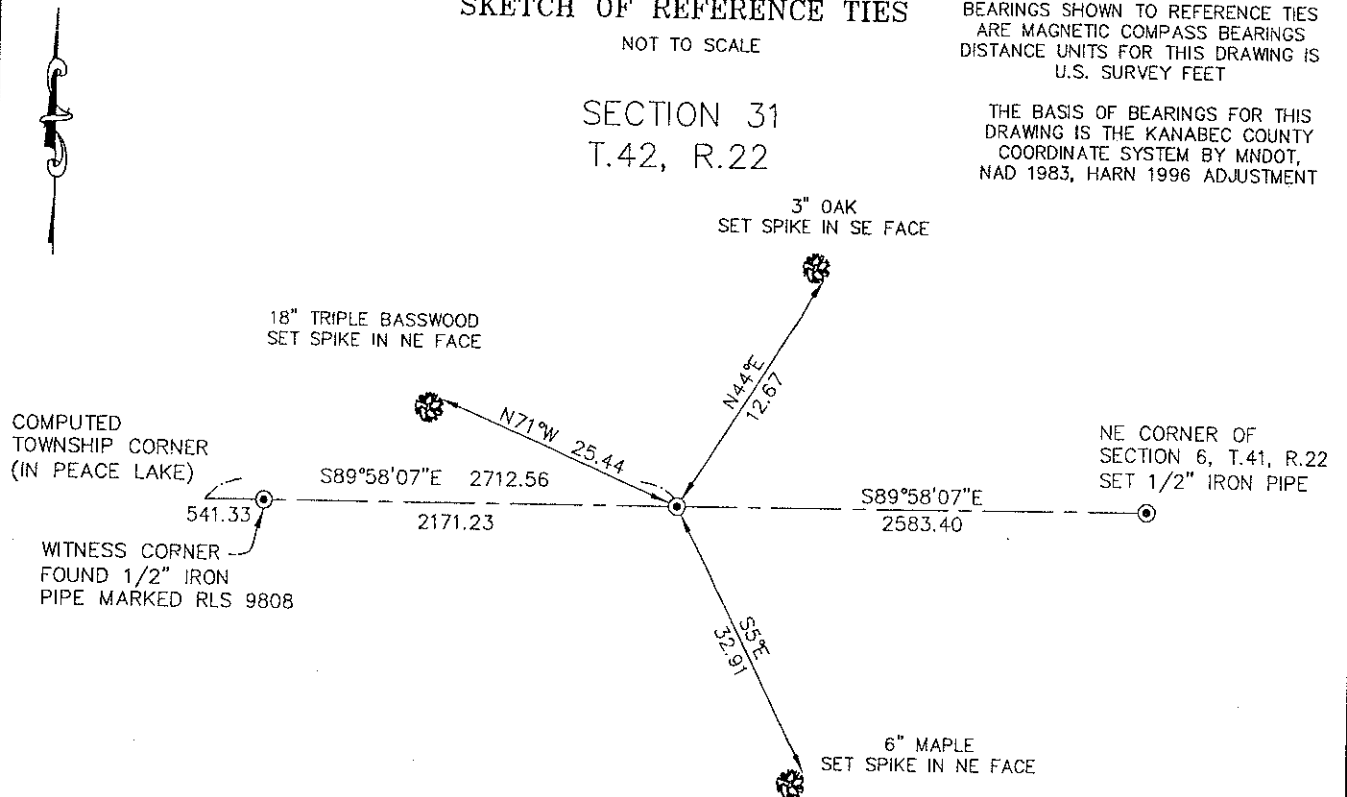 SKETCH OF REFERENCE TIES
NOT TO SCALE
SECTION 31
T.42, R.22
BEARINGS SHOWN TO REFERENCE TIES
ARE MAGNETIC COMPASS BEARINGS
DISTANCE UNITS FOR THIS DRAWING IS
U.S. SURVEY FEET
THE BASIS OF BEARINGS FOR THIS
DRAWING IS THE KANABEC COUNTY
COORDINATE SYSTEM BY MNDOT,
NAD 1983, HARN 1996 ADJUSTMENT
3" OAK
SET SPIKE IN SE FACE
18" TRIPLE BASSWOOD
SET SPIKE IN NE FACE
N44°E
12.67
N71°W 25.44
COMPUTED
TOWNSHIP CORNER
(IN PEACE LAKE)
S89°58'07"E 2712.56
541.33
2171.23
S89°58'07"E
2583.40
NE CORNER OF
SECTION 6, T.41, R.22
SET 1/2" IRON PIPE
WITNESS CORNER
FOUND 1/2" IRON
PIPE MARKED RLS 9808
S5°E
32.91
6" MAPLE
SET SPIKE IN NE FACE